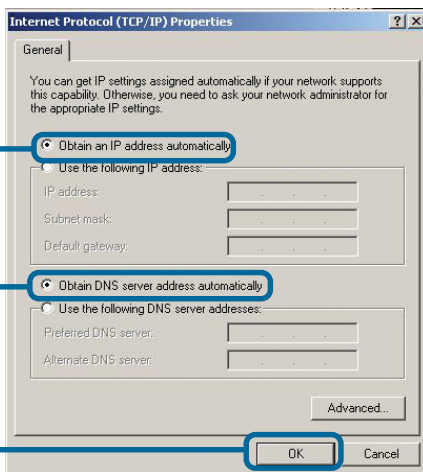 Internet Protocol (TCP/IP) Properties
General
You can get IP settings assigned automatically if your network supports
this capability. Otherwise, you need to ask your network administrator for
the appropriate IP settings.
Obtain an IP address automatically
Use the following IP address:
IP address:
Subnet mask:
Default gateway:
Obtain DNS server address automatically
Use the following DNS server addresses:
Preferred DNS server:
Alternate DNS server:
Advanced...
OK Cancel